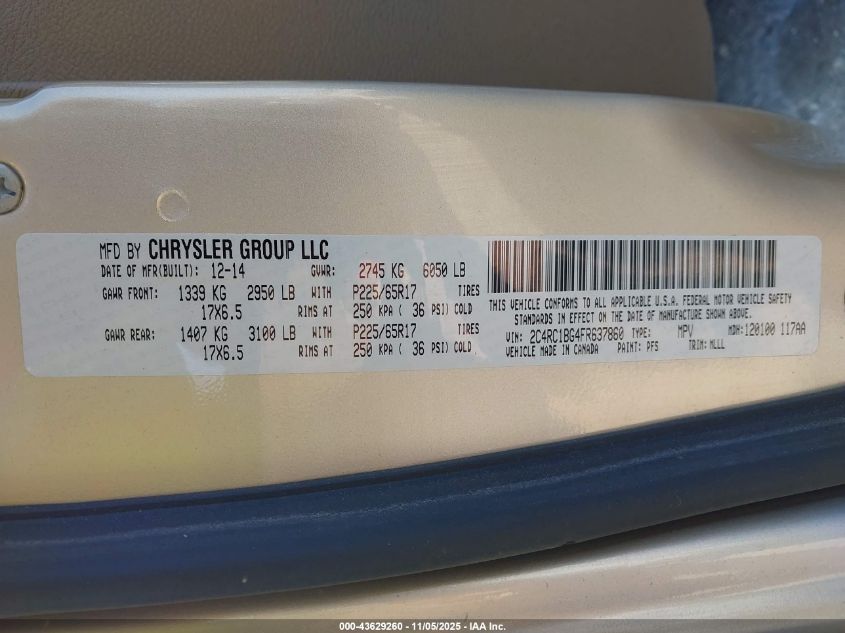 MFD BY CHRYSLER GROUP LLC
DATE OF MFR(BUILT): 12-14 GVWR: 2745 KG 6050 LB
GAWR FRONT: 1339 KG 2950 LB WITH P225/65R17 TIRES
17X6.5 RIMS AT 250 KPA ( 36 PSI) COLD
GAWR REAR: 1407 KG 3100 LB WITH P225/65R17 TIRES
17X6.5 RIMS AT 250 KPA ( 36 PSI) COLD
THIS VEHICLE CONFORMS TO ALL APPLICABLE U.S.A. FEDERAL MOTOR VEHICLE SAFETY
STANDARDS IN EFFECT ON THE DATE OF MANUFACTURE SHOWN ABOVE.
VIN: 2C4RC1BG4FR637860 TYPE: MPV MDH: 120100 117AA
VEHICLE MADE IN CANADA PAINT: PFS TRIM: MLLL
000-43629260 - 11/05/2025 - IAA Inc.